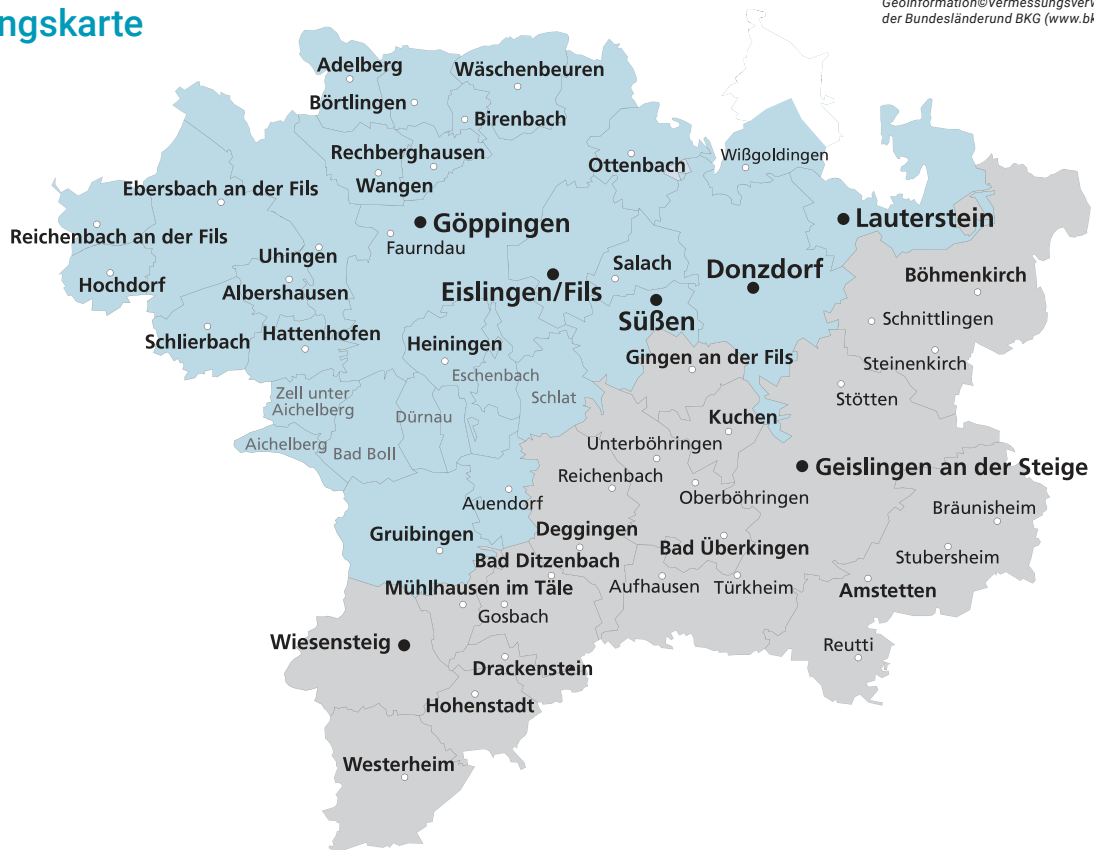 ngskarte
Geoinformation©Vermessungsverw
der Bundesländerund BKG (www.bk
Adelberg
Wäschenbeuren
Börtlingen
Birenbach
Rechberghausen
Ottenbach
Wißgoldingen
Ebersbach an der Fils
Wangen
Göppingen
Lauterstein
Reichenbach an der Fils
Faurndau
Uhingen
Salach
Donzdorf
Böhmenkirch
Hochdorf
Albershausen
Eislingen/Fils
Süßen
Schnittlingen
Schlierbach
Hattenhofen
Heiningen
Gingen an der Fils
Steinenkirch
Eschenbach
Zell unter
Aichelberg
Dürnau
Schlat
Stötten
Kuchen
Aichelberg
Bad Boll
Unterböhringen
Geislingen an der Steige
Reichenbach
Oberböhringen
Auendorf
Bräunisheim
Gruibingen
Deggingen
Bad Überkingen
Stubersheim
Bad Ditzenbach
Mühlhausen im Täle
Aufhausen
Türkheim
Amstetten
Gosbach
Wiesensteig
Reutti
Drackenstein
Hohenstadt
Westerheim